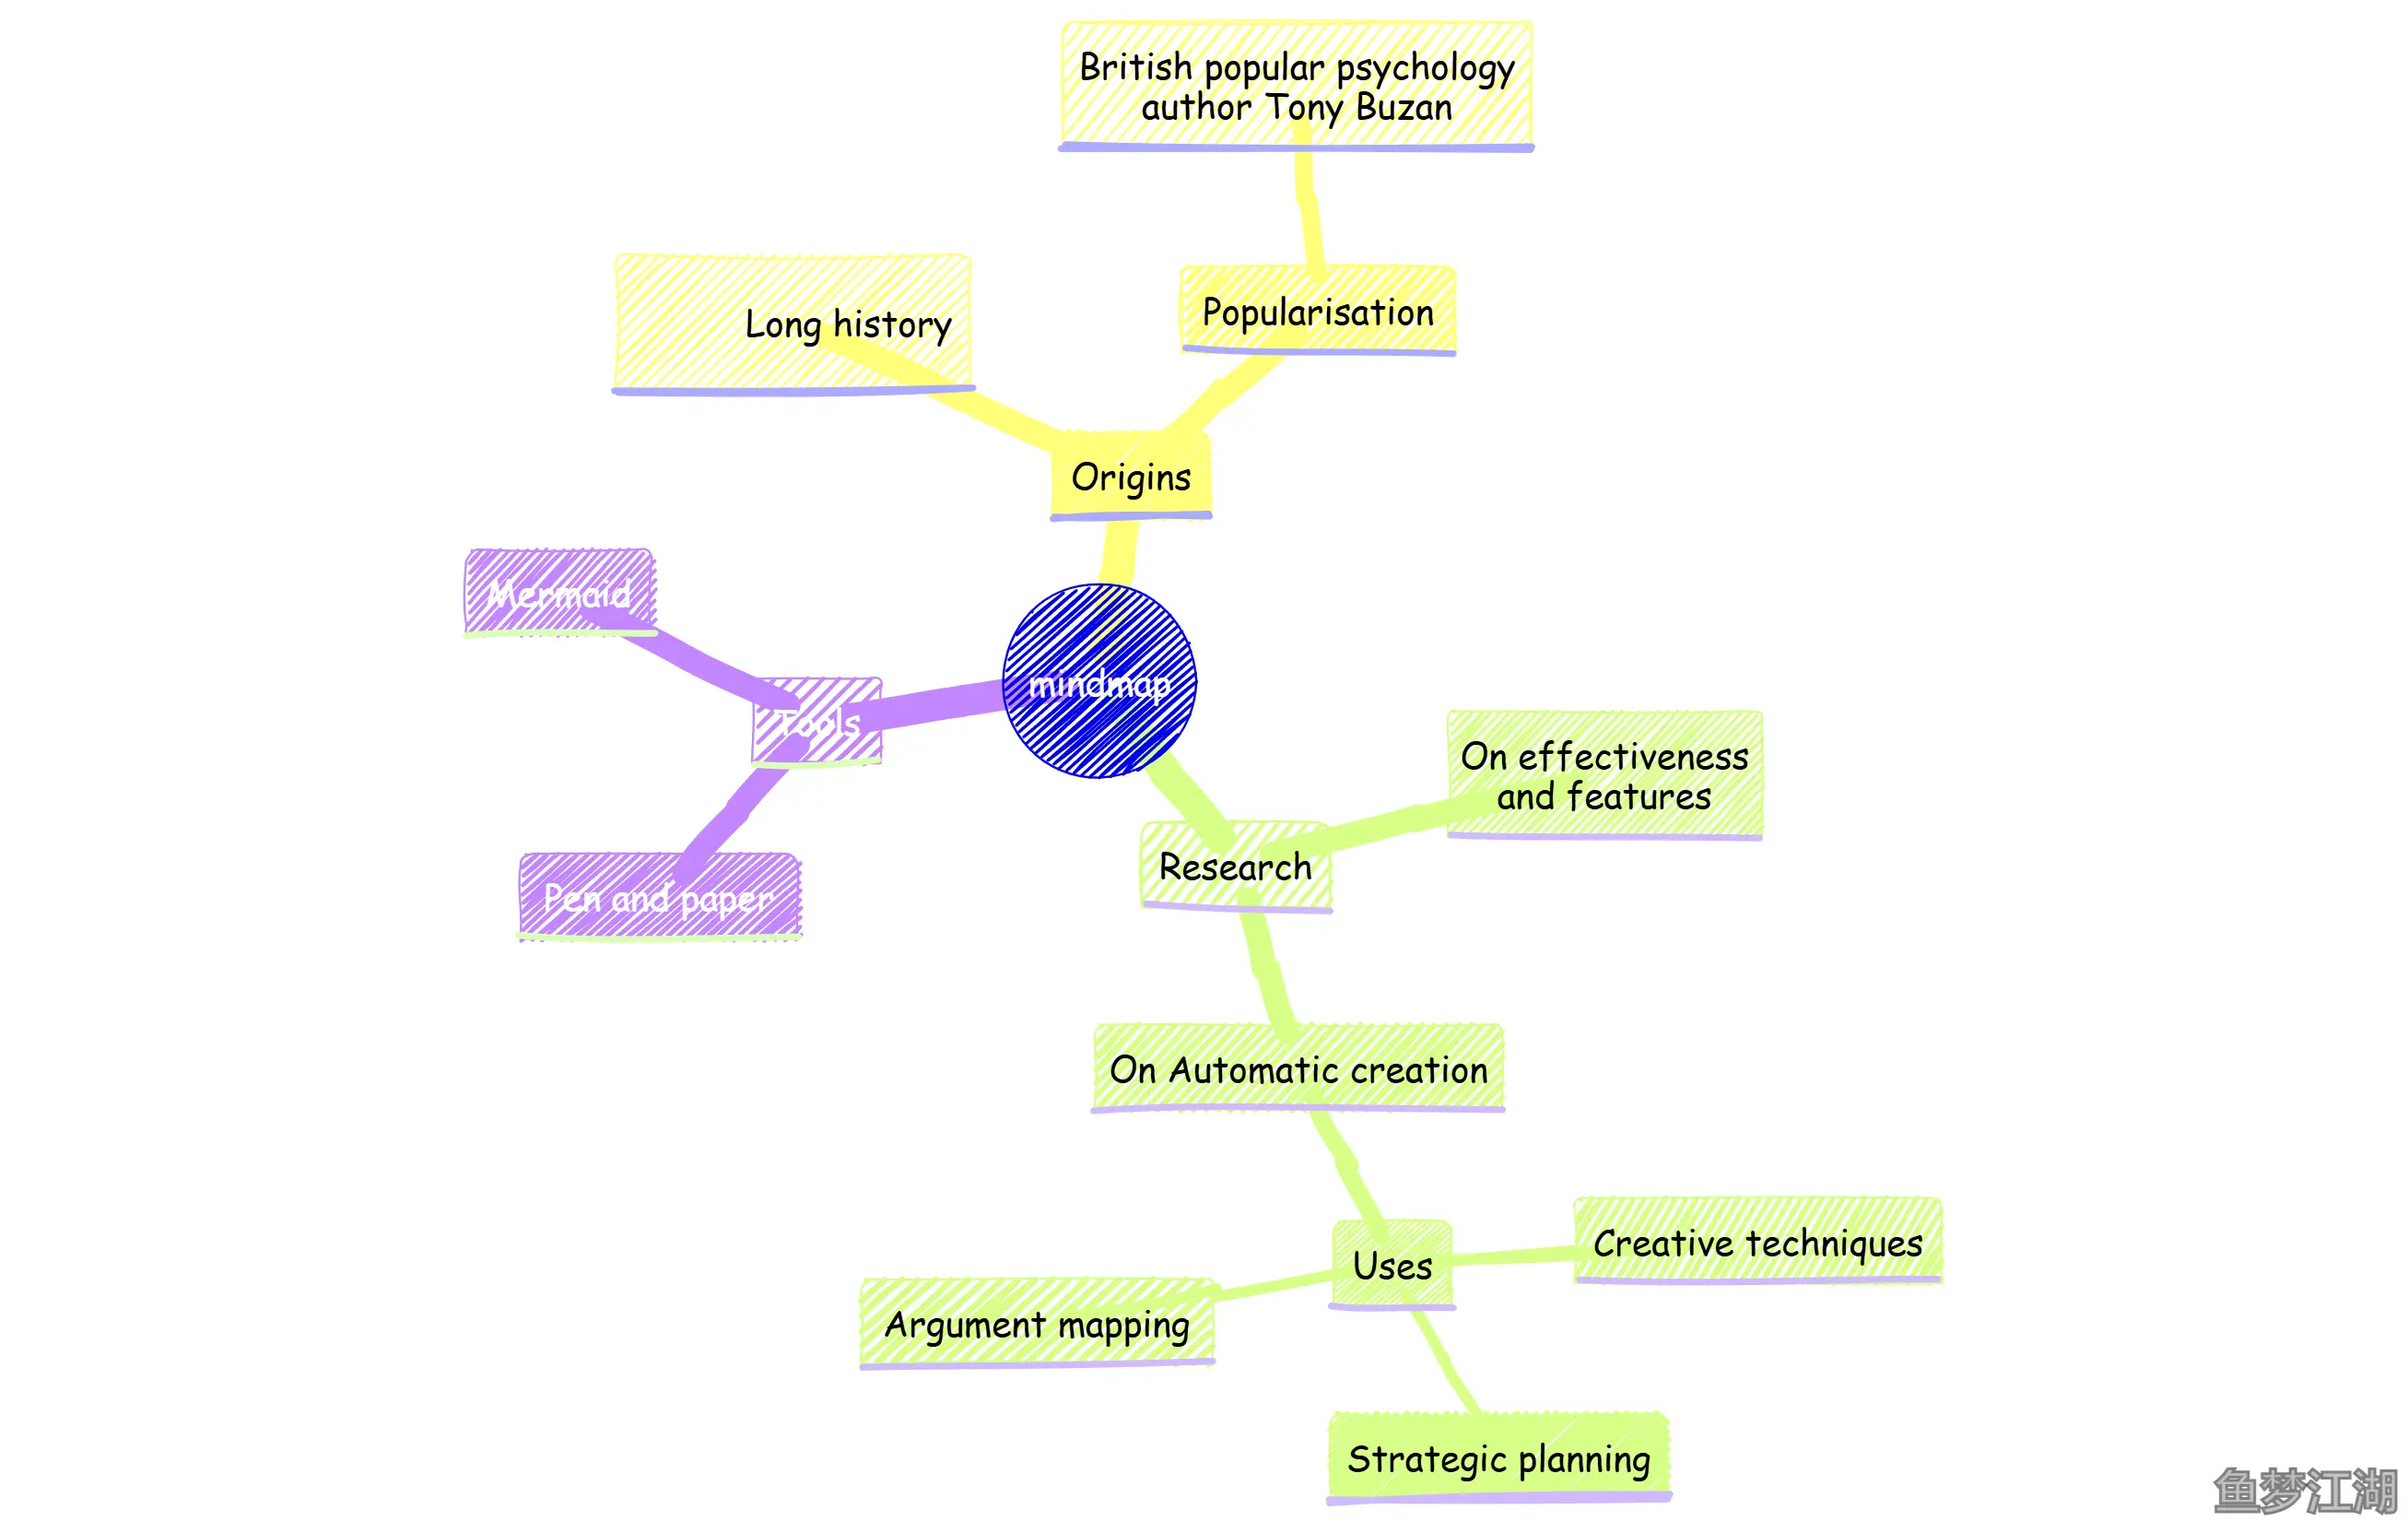 British popular psychology
author Tony Buzan
Long history
Popularisation
Origins
Mermaid
mindmap
Tools
On effectiveness
and features
Research
Pen and paper
On Automatic creation
Creative techniques
Uses
Argument mapping
Strategic planning
鱼梦江湖